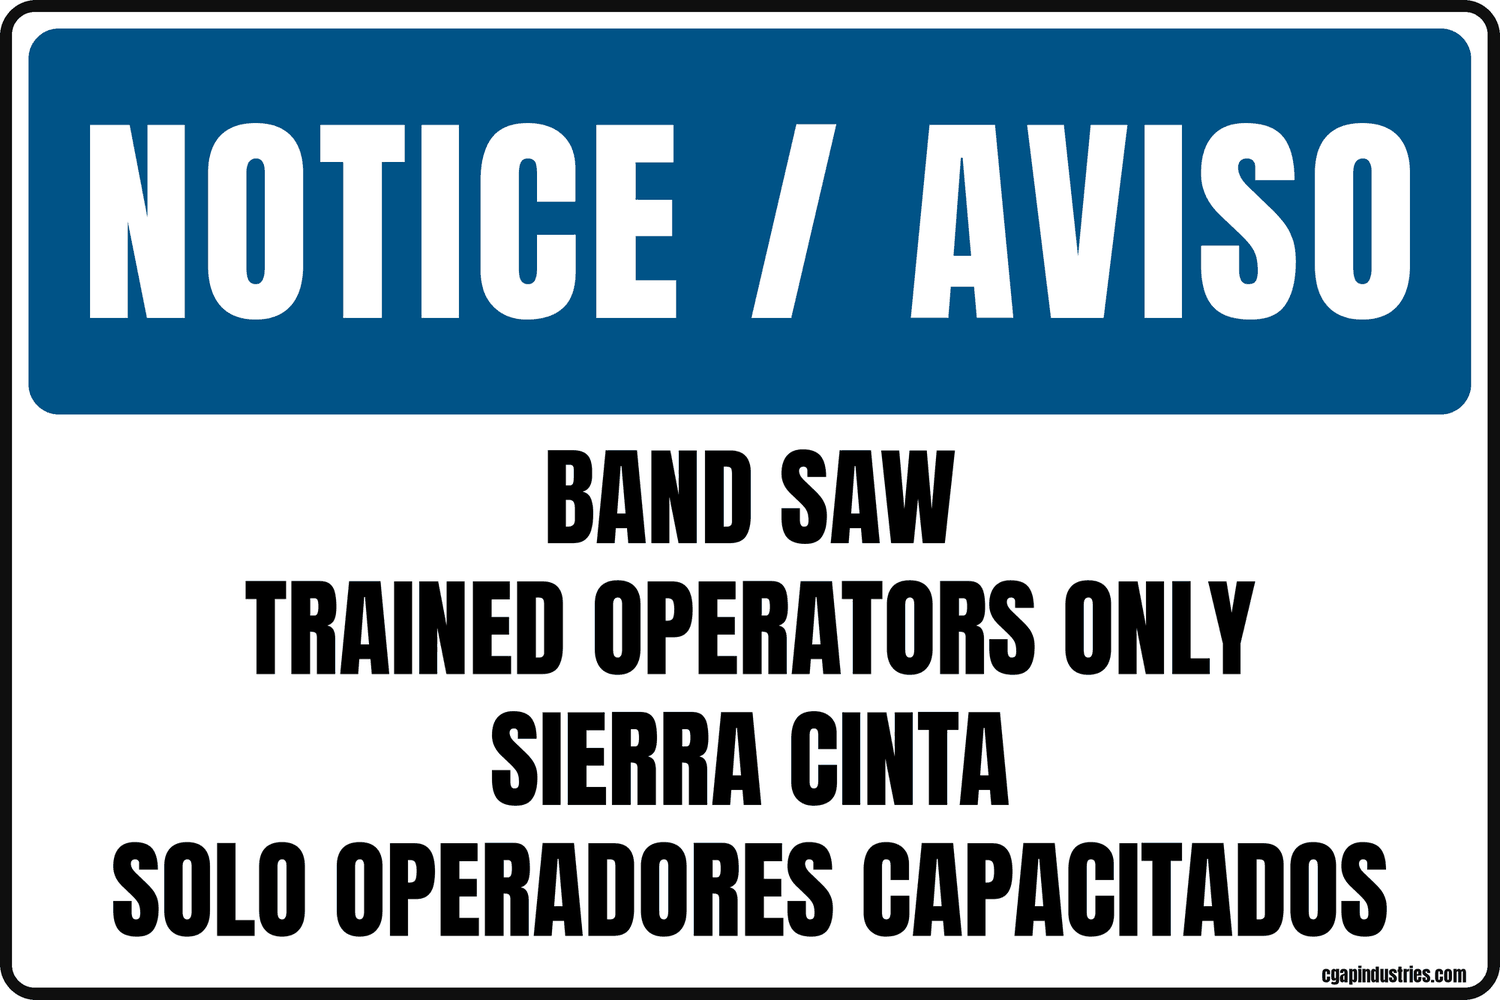 NOTICE / AVISO
BAND SAW
TRAINED OPERATORS ONLY
SIERRA CINTA
SOLO OPERADORES CAPACITADOS
cgapindustries.com